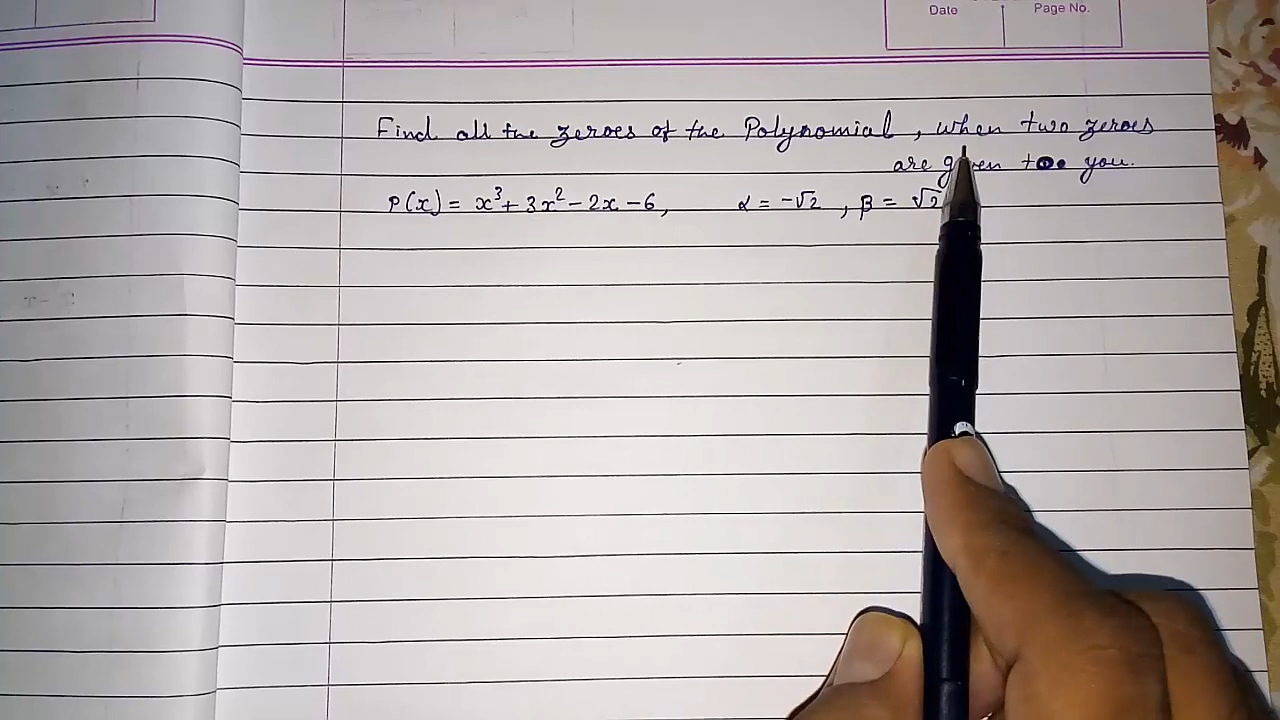 Date Page No.
Find all the zeroes of the Polynomial, when two zeroes
are given to you.
P(x) = x³ + 3x² - 2x - 6, α = -√2, β = √2